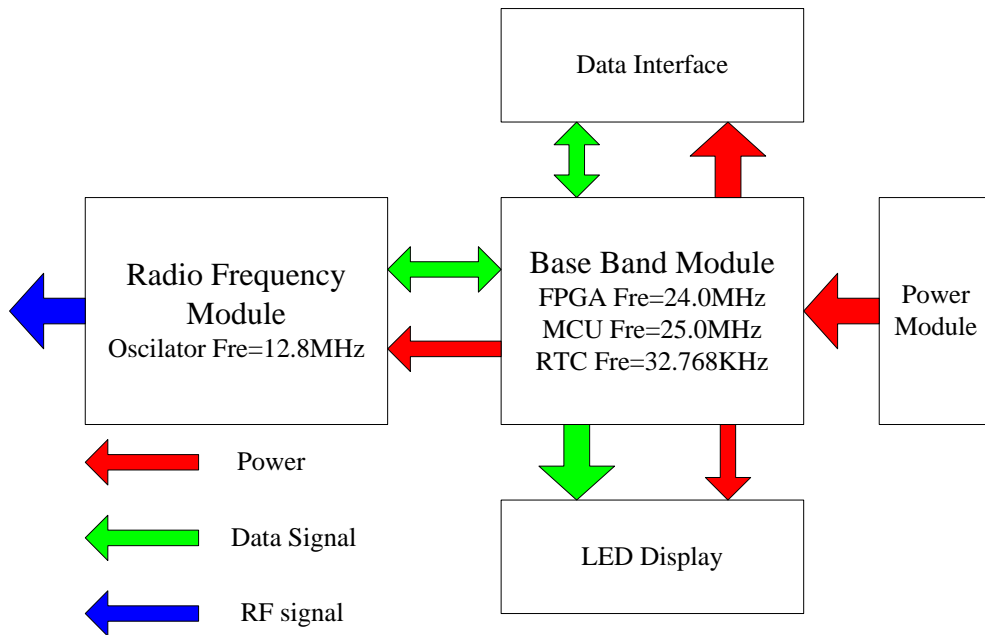 Data Interface
Radio Frequency
Module
Oscilator Fre=12.8MHz
Base Band Module
FPGA Fre=24.0MHz
MCU Fre=25.0MHz
RTC Fre=32.768KHz
Power
Module
Power
Data Signal
RF signal
LED Display